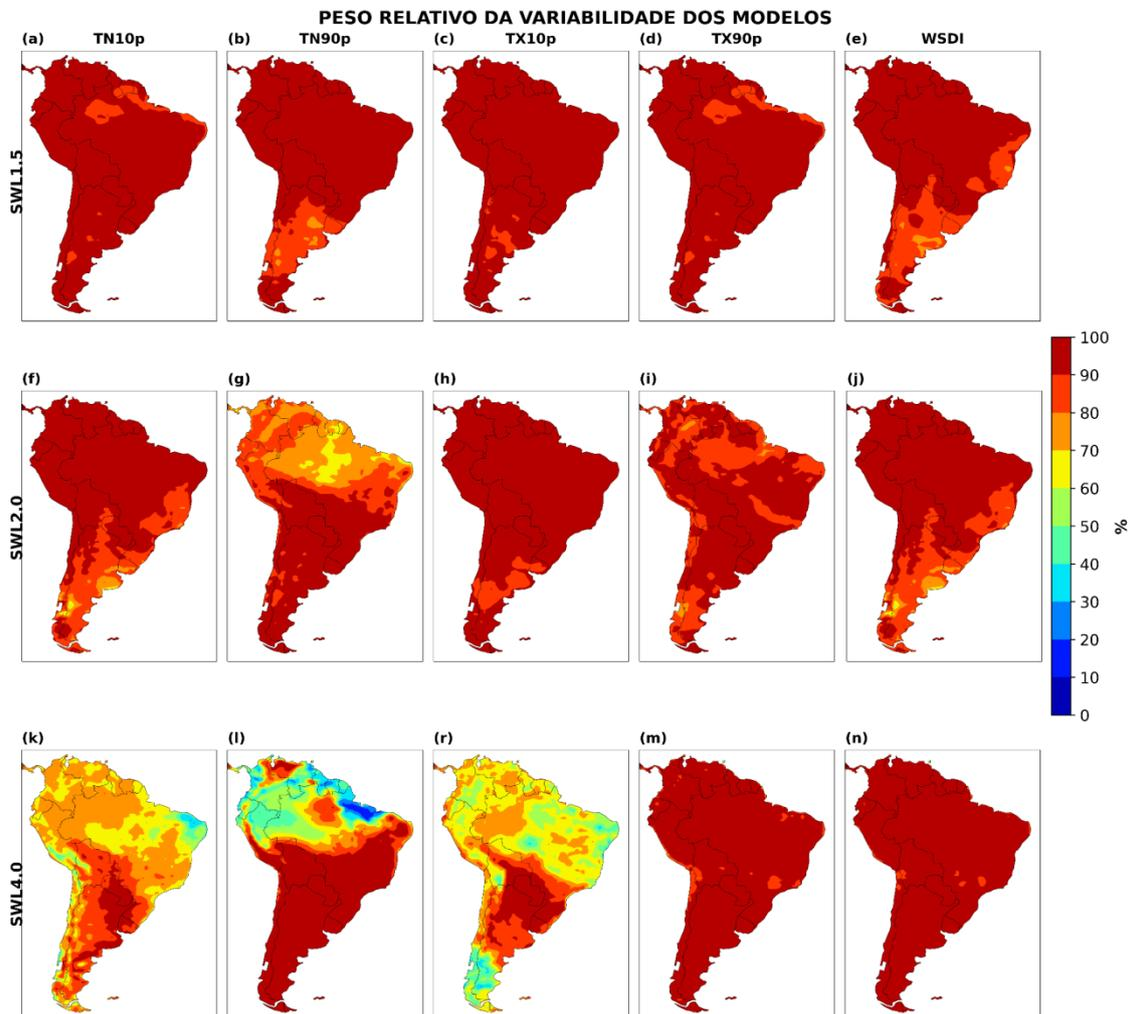 PESO RELATIVO DA VARIABILIDADE DOS MODELOS
(a) TN10p
(b) TN90p
(c) TX10p
(d) TX90p
(e) WSDI
SWL1.5
(f)
(g)
(h)
(i)
(j)
SWL2.0
100
90
80
70
60
50
40
30
20
10
0
%
(k)
(l)
(r)
(m)
(n)
SWL4.0